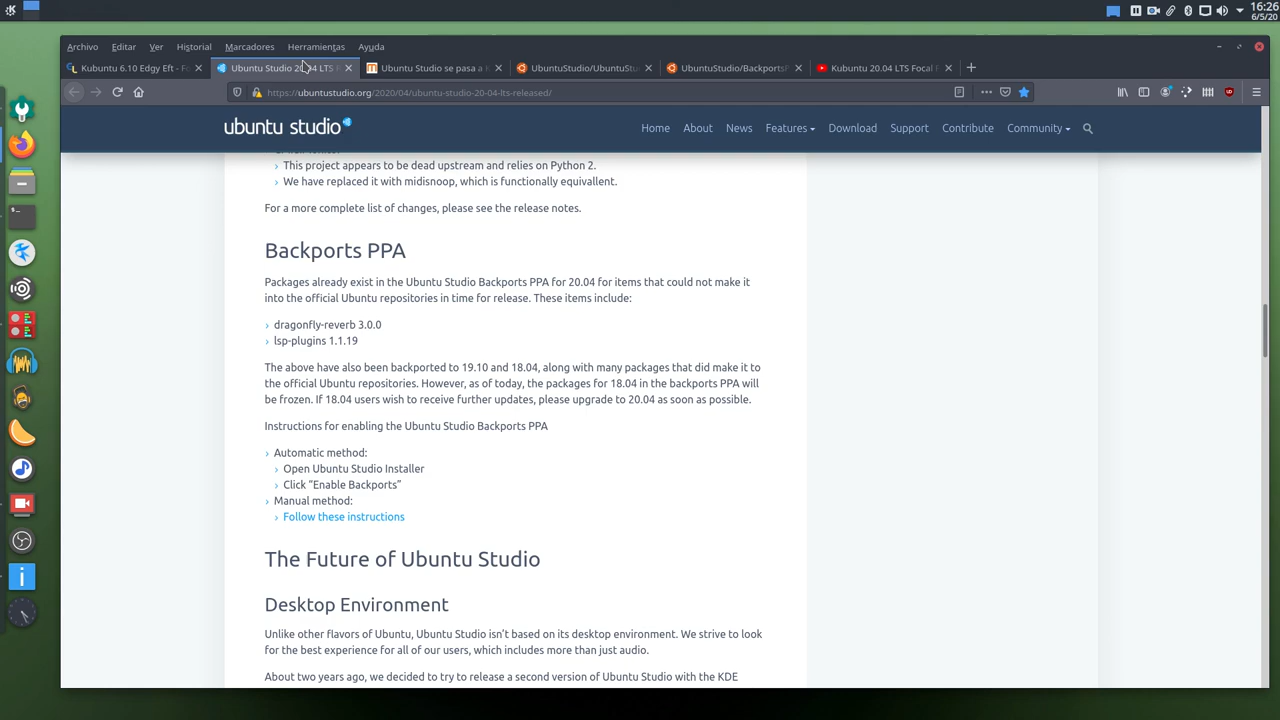 16:26
6/5/20
Archivo Editar Ver Historial Marcadores Herramientas Ayuda
Kubuntu 6.10 Edgy Eft - Fo
Ubuntu Studio 20.04 LTS R
Ubuntu Studio se pasa a
UbuntuStudio/UbuntuStu
UbuntuStudio/BackportsP
Kubuntu 20.04 LTS Focal
https://ubuntustudio.org/2020/04/ubuntu-studio-20-04-lts-released/
ubuntu studio
Home About News Features Download Support Contribute Community
This project appears to be dead upstream and relies on Python 2.
We have replaced it with midisnoop, which is functionally equivallent.
For a more complete list of changes, please see the release notes.
Backports PPA
Packages already exist in the Ubuntu Studio Backports PPA for 20.04 for items that could not make it
into the official Ubuntu repositories in time for release. These items include:
dragonfly-reverb 3.0.0
lsp-plugins 1.1.19
The above have also been backported to 19.10 and 18.04, along with many packages that did make it to
the official Ubuntu repositories. However, as of today, the packages for 18.04 in the backports PPA will
be frozen. If 18.04 users wish to receive further updates, please upgrade to 20.04 as soon as possible.
Instructions for enabling the Ubuntu Studio Backports PPA
Automatic method:
Open Ubuntu Studio Installer
Click “Enable Backports”
Manual method:
Follow these instructions
The Future of Ubuntu Studio
Desktop Environment
Unlike other flavors of Ubuntu, Ubuntu Studio isn’t based on its desktop environment. We strive to look
for the best experience for all of our users, which includes more than just audio.
About two years ago, we decided to try to release a second version of Ubuntu Studio with the KDE